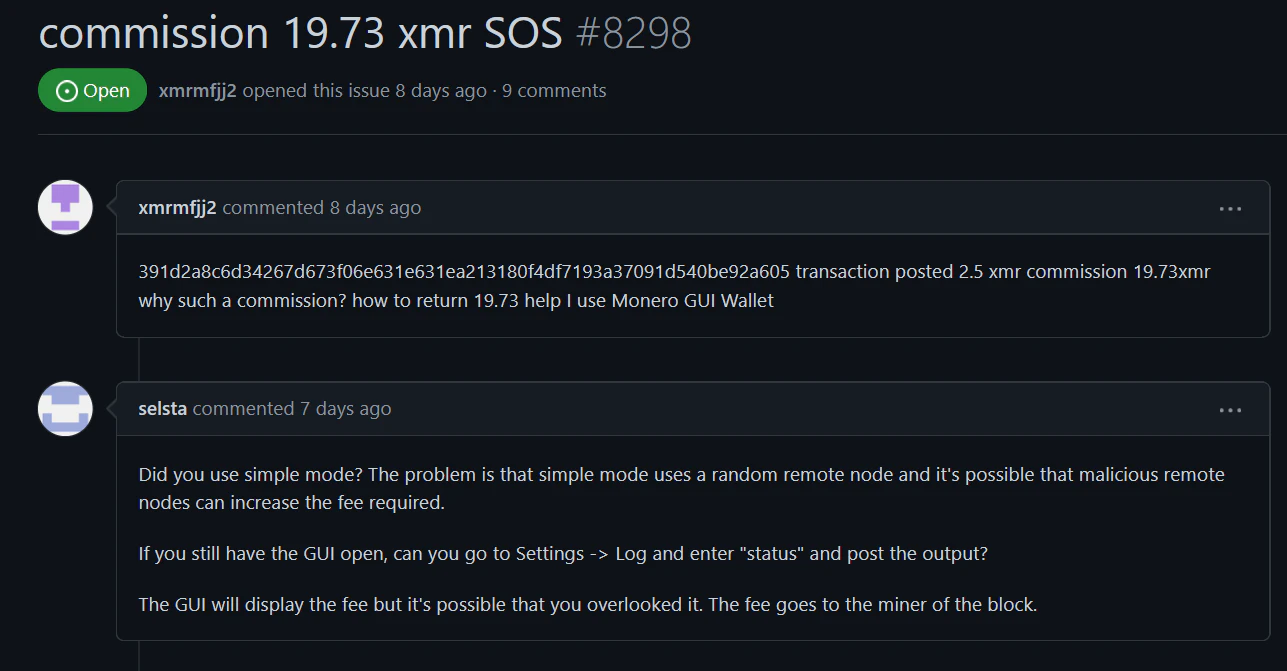 commission 19.73 xmr SOS #8298
Open xmrmfjj2 opened this issue 8 days ago · 9 comments
xmrmfjj2 commented 8 days ago
391d2a8c6d34267d673f06e631e631ea213180f4df7193a37091d540be92a605 transaction posted 2.5 xmr commission 19.73xmr
why such a commission? how to return 19.73 help I use Monero GUI Wallet
selsta commented 7 days ago
Did you use simple mode? The problem is that simple mode uses a random remote node and it's possible that malicious remote
nodes can increase the fee required.
If you still have the GUI open, can you go to Settings -> Log and enter "status" and post the output?
The GUI will display the fee but it's possible that you overlooked it. The fee goes to the miner of the block.